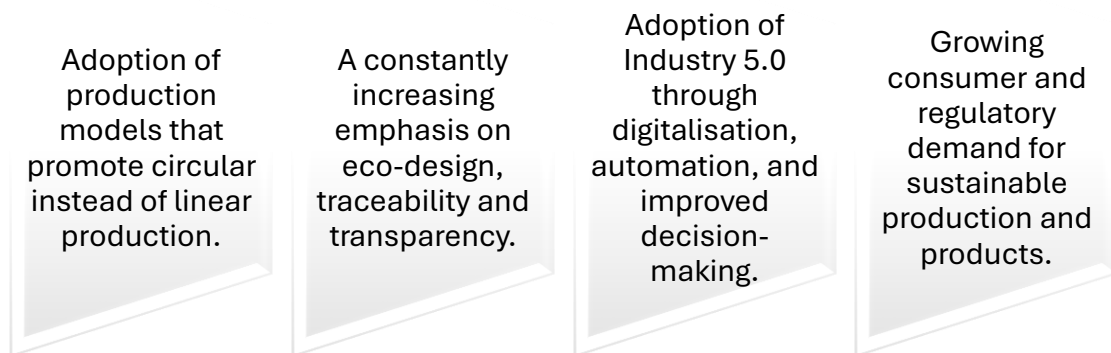 Adoption of
production
models that
promote circular
instead of linear
production.
A constantly
increasing
emphasis on
eco-design,
traceability and
transparency.
Adoption of
Industry 5.0
through
digitalisation,
automation, and
improved
decision-
making.
Growing
consumer and
regulatory
demand for
sustainable
production and
products.